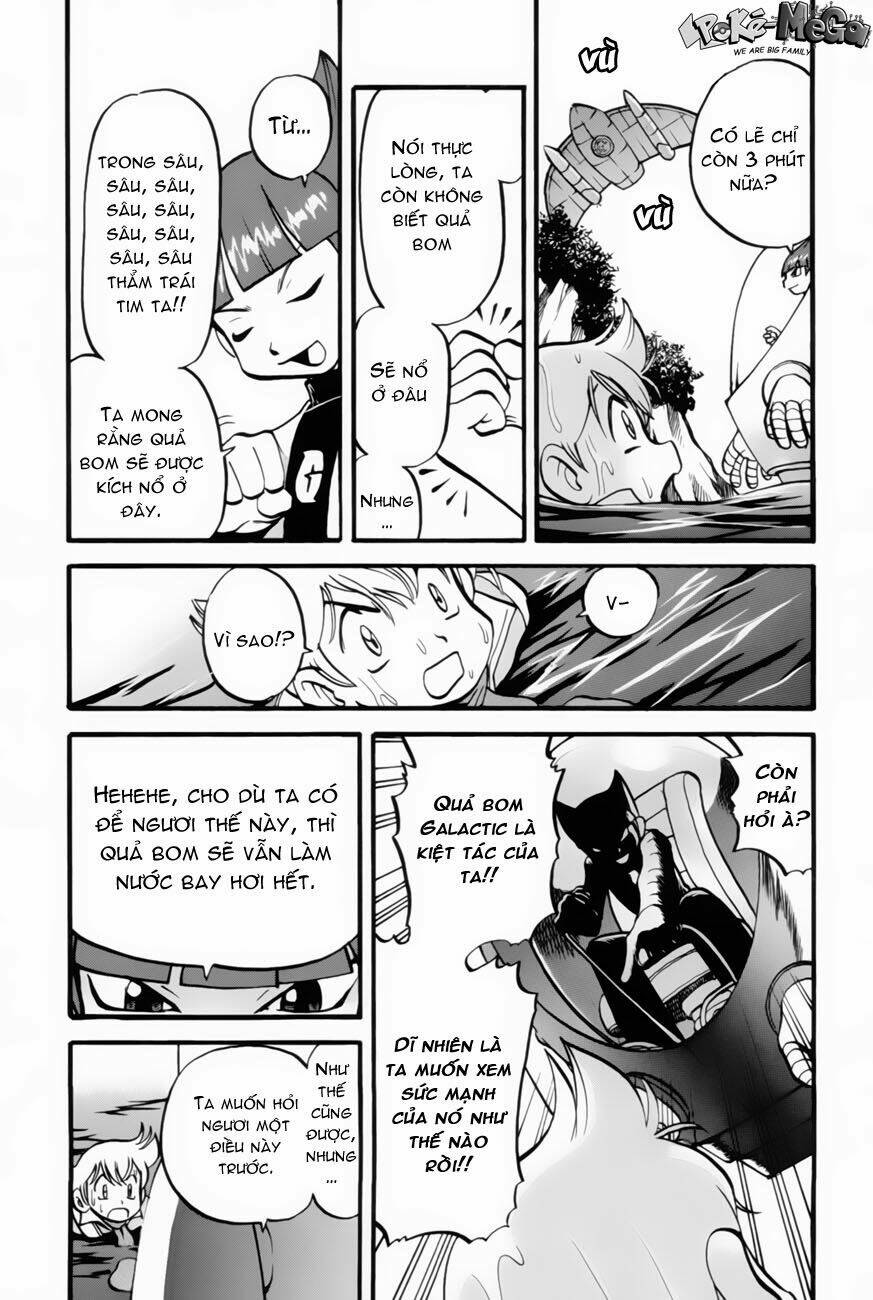 Poké-Mega
WE ARE BIG FAMILY
CÓ LẼ CHỈ
CÒN 3 PHÚT
NỮA?
VÙ
VÙ
NÓI THỰC
LÒNG, TA
CÒN KHÔNG
BIẾT QUẢ
BOM
SẼ NỔ
Ở ĐÂU
NHƯNG
...
TỪ...
TRONG SÂU,
SÂU, SÂU,
SÂU, SÂU,
SÂU, SÂU,
SÂU, SÂU
THẲM TRÁI
TIM TA!!
TA MONG
RẰNG QUẢ
BOM SẼ ĐƯỢC
KÍCH NỔ Ở
ĐÂY.
V-
VÌ SAO!?
CÒN
PHẢI
HỎI À?
QUẢ BOM
GALACTIC LÀ
KIỆT TÁC CỦA
TA!!
DĨ NHIÊN LÀ
TA MUỐN XEM
SỨC MẠNH
CỦA NÓ NHƯ
THẾ NÀO
RỒI!!
HEHEHE, CHO DÙ TA CÓ
ĐỂ NGƯƠI THẾ NÀY, THÌ
QUẢ BOM SẼ VẪN LÀM
NƯỚC BAY HƠI HẾT.
NHƯ
THẾ
CŨNG
ĐƯỢC,
NHƯNG
...
TA MUỐN HỎI
NGƯƠI MỘT
ĐIỀU NÀY
TRƯỚC.